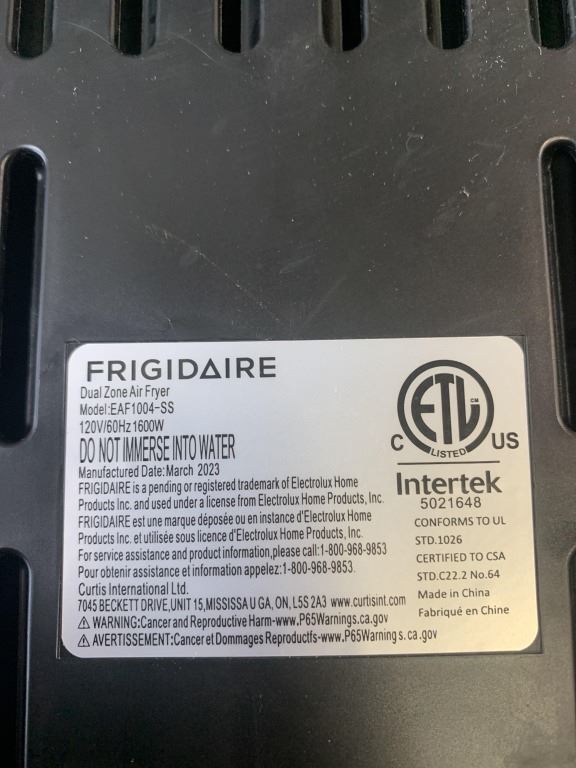 FRIGIDAIRE
Dual Zone Air Fryer
Model:EAF1004-SS
120V/60Hz 1600W
DO NOT IMMERSE INTO WATER
Manufactured Date:March 2023
FRIGIDAIRE is a pending or registered trademark of Electrolux Home
Products Inc. and used under a license from Electrolux Home Products, Inc.
FRIGIDAIRE est une marque déposée ou en instance d'Electrolux Home
Products Inc. et utilisée sous licence d'Electrolux Home Products, Inc.
For service assistance and product information,please call:1-800-968-9853
Pour obtenir assistance et information appelez:1-800-968-9853.
Curtis International Ltd.
7045 BECKETT DRIVE,UNIT 15,MISSISSA U GA, ON, L5S 2A3 www.curtisint.com
WARNING:Cancer and Reproductive Harm-www.P65Warnings.ca.gov
AVERTISSEMENT:Cancer et Dommages Reproductfs-www.P65Warning s.ca.gov
ETL CM
LISTED
C US
Intertek
5021648
CONFORMS TO UL
STD.1026
CERTIFIED TO CSA
STD.C22.2 No.64
Made in China
Fabriqué en Chine